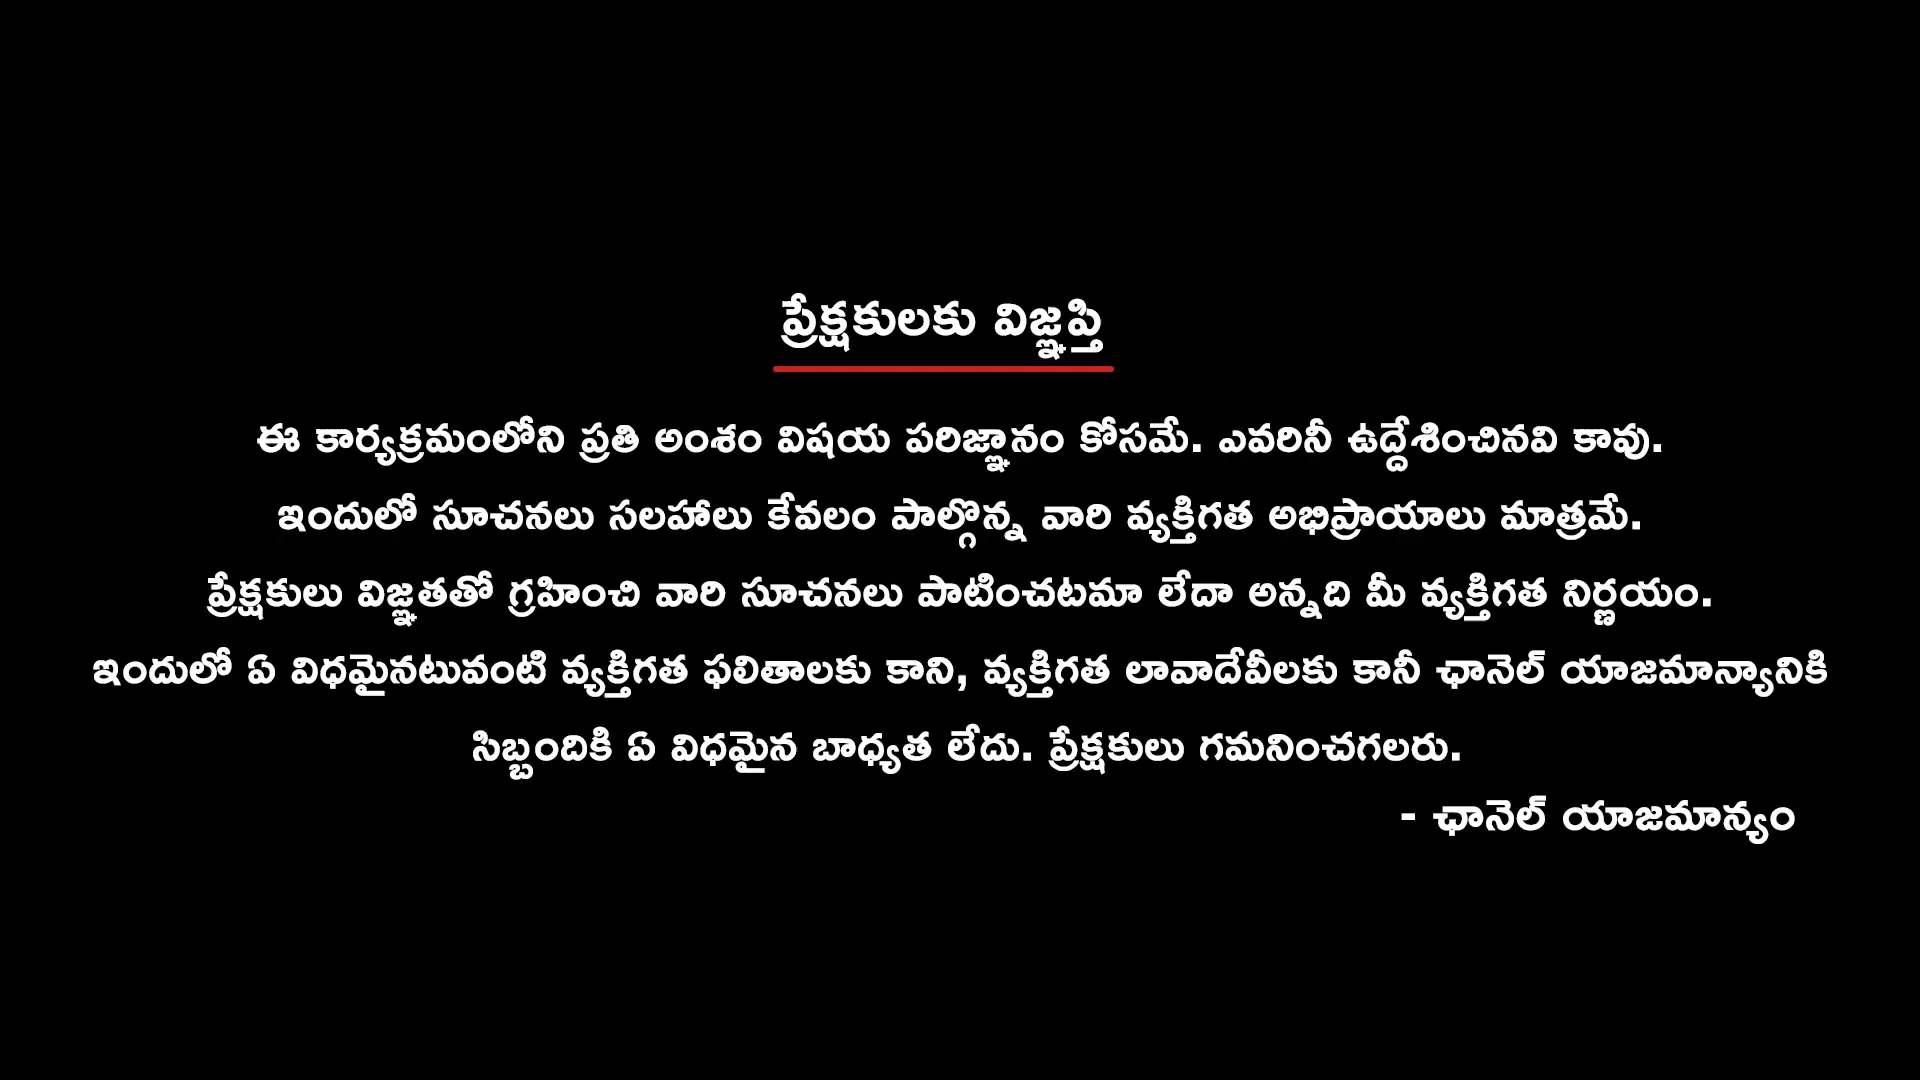 ప్రేక్షకులకు విజ్ఞప్తి
ఈ కార్యక్రమంలోని ప్రతి అంశం విషయ పరిజ్ఞానం కోసమే. ఎవరినీ ఉద్దేశించినవి కావు.
ఇందులో సూచనలు సలహాలు కేవలం పాల్గొన్న వారి వ్యక్తిగత అభిప్రాయాలు మాత్రమే.
ప్రేక్షకులు విజ్ఞతతో గ్రహించి వారి సూచనలు పాటించటమా లేదా అన్నది మీ వ్యక్తిగత నిర్ణయం.
ఇందులో ఏ విధమైనటువంటి వ్యక్తిగత ఫలితాలకు కాని, వ్యక్తిగత లావాదేవీలకు కానీ ఛానెల్ యాజమాన్యానికి
సిబ్బందికి ఏ విధమైన బాధ్యత లేదు. ప్రేక్షకులు గమనించగలరు.
- ఛానెల్ యాజమాన్యం